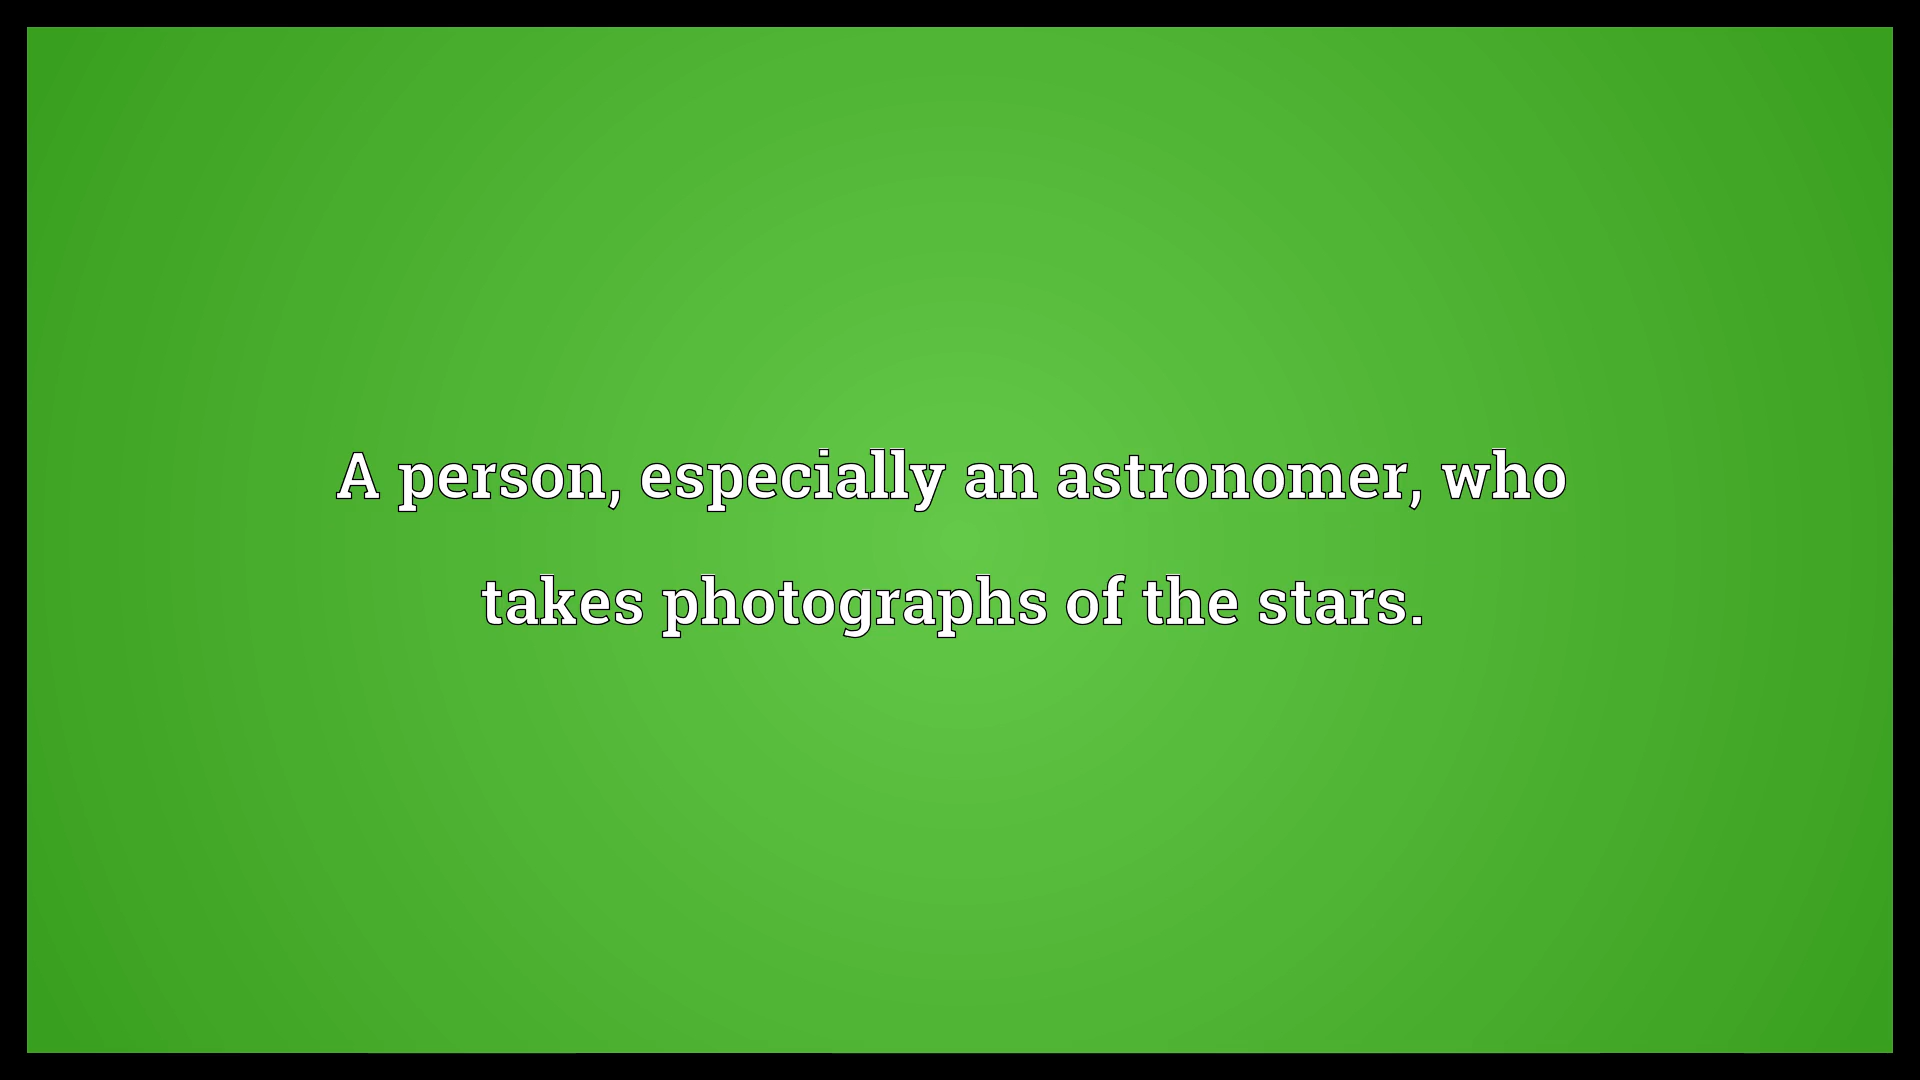 A person, especially an astronomer, who
takes photographs of the stars.